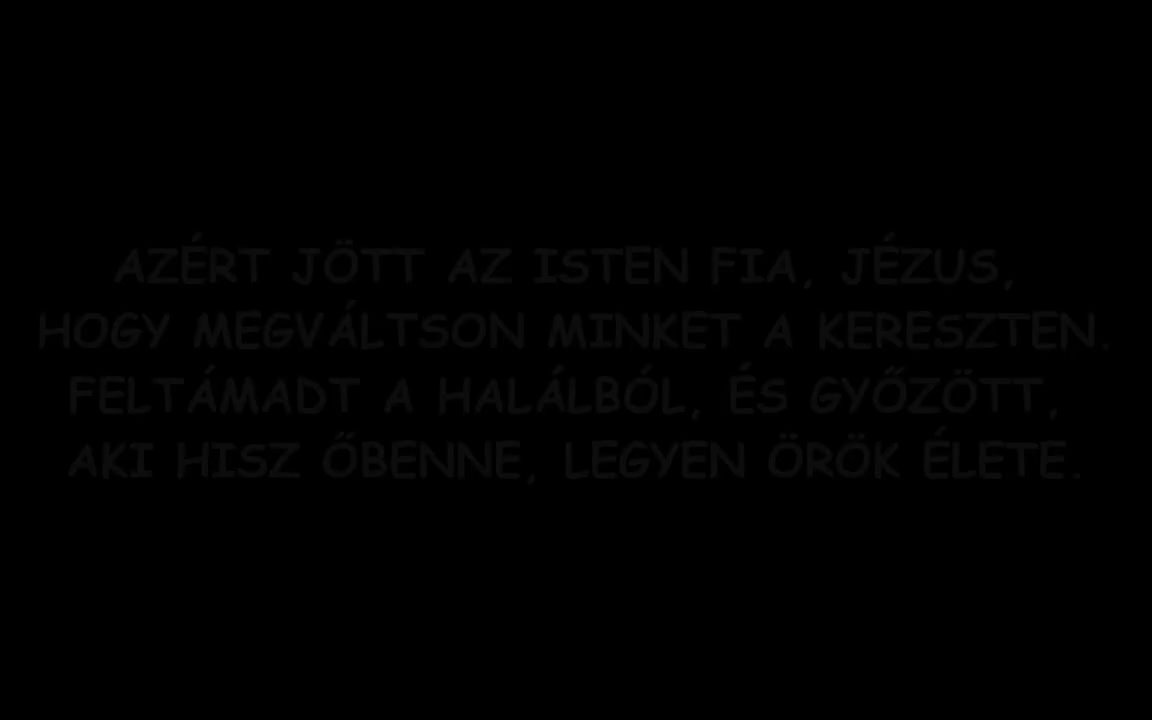 AZÉRT JÖTT AZ ISTEN FIA, JÉZUS,
HOGY MEGVÁLTSON MINKET A KERESZTEN.
FELTÁMADT A HALÁLBÓL, ÉS GYŐZÖTT,
AKI HISZ ŐBENNE, LEGYEN ÖRÖK ÉLETE.